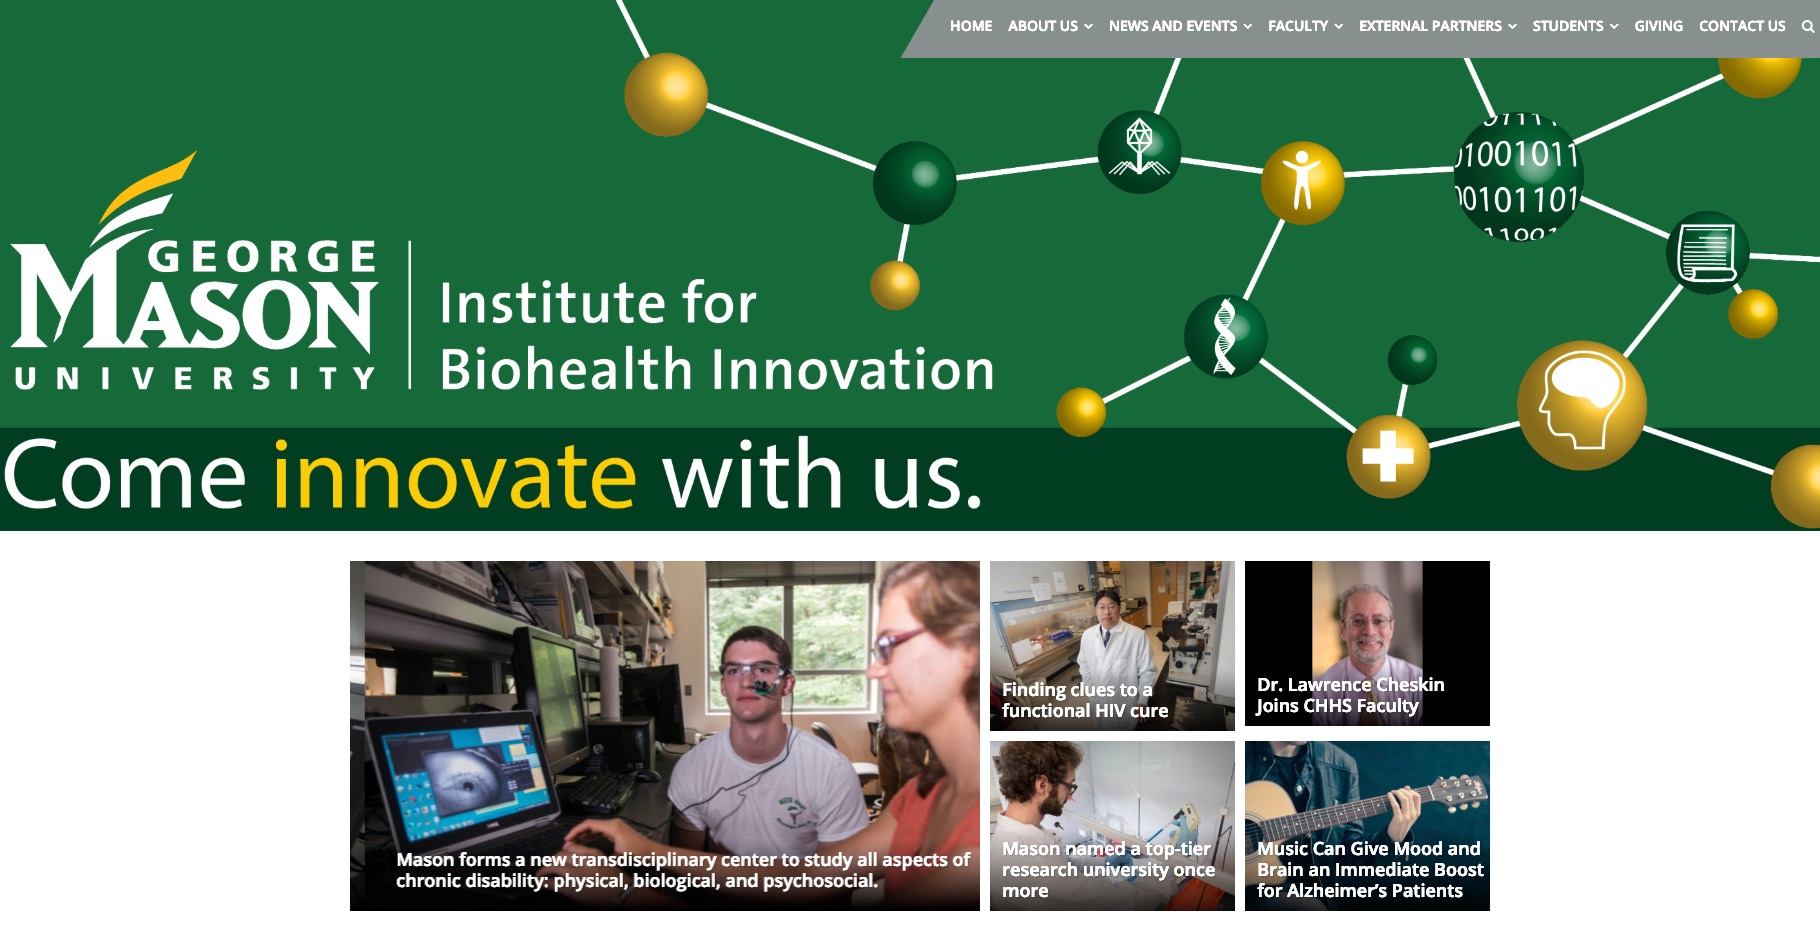 HOME ABOUT US NEWS AND EVENTS FACULTY EXTERNAL PARTNERS STUDENTS GIVING CONTACT US
01001011
00101101
GEORGE
MASON
UNIVERSITY
Institute for
Biohealth Innovation
Come innovate with us.
Mason forms a new transdisciplinary center to study all aspects of
chronic disability: physical, biological, and psychosocial.
Finding clues to a
functional HIV cure
Dr. Lawrence Cheskin
Joins CHHS Faculty
Mason named a top-tier
research university once
more
Music Can Give Mood and
Brain an Immediate Boost
for Alzheimer's Patients